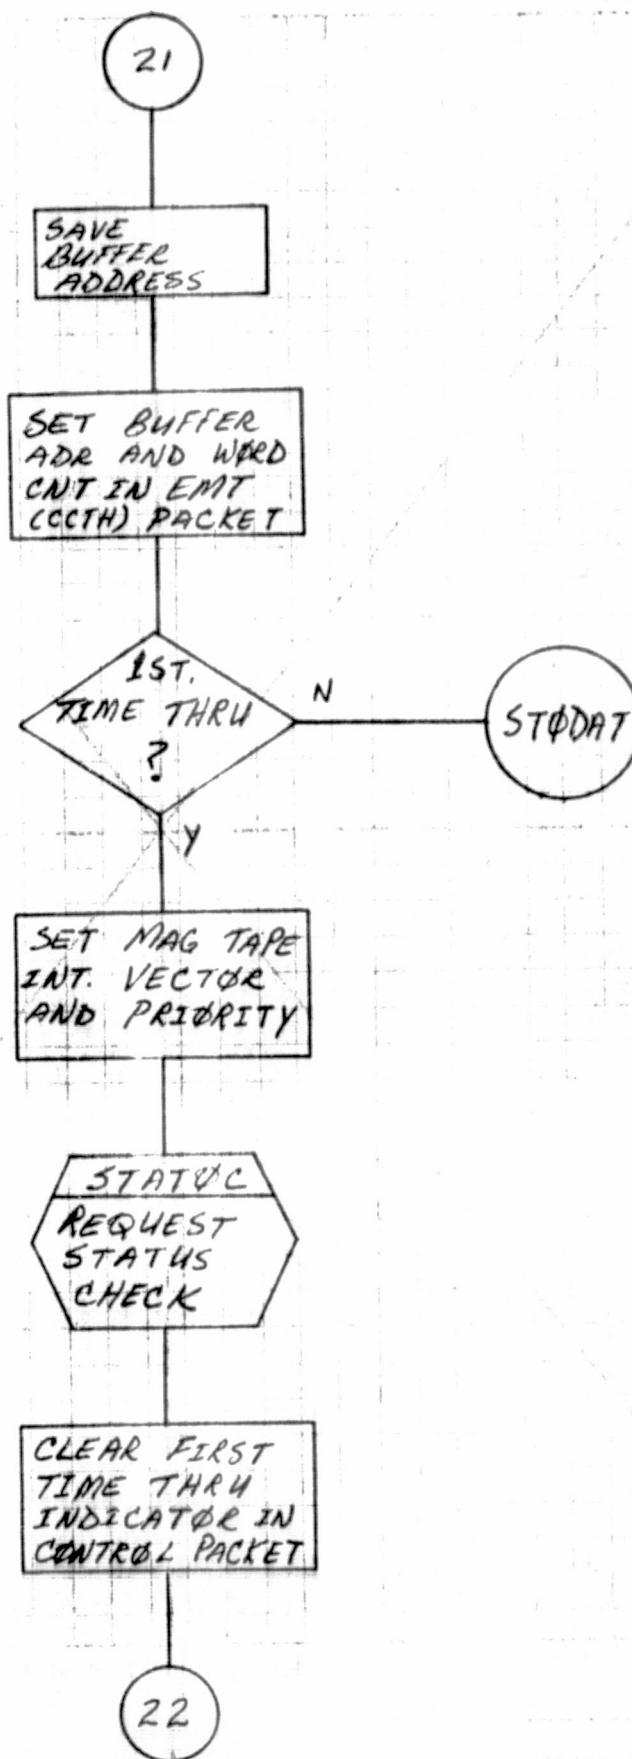 21
SAVE
BUFFER
ADDRESS
SET BUFFER
ADR AND WØRD
CNT IN EMT
(CCTH) PACKET
1ST.
TIME THRU
?
N
STØDAT
Y
SET MAG TAPE
INT. VECTØR
AND PRIØRITY
STATØC
REQUEST
STATUS
CHECK
CLEAR FIRST
TIME THRU
INDICATØR IN
CØNTRØL PACKET
22